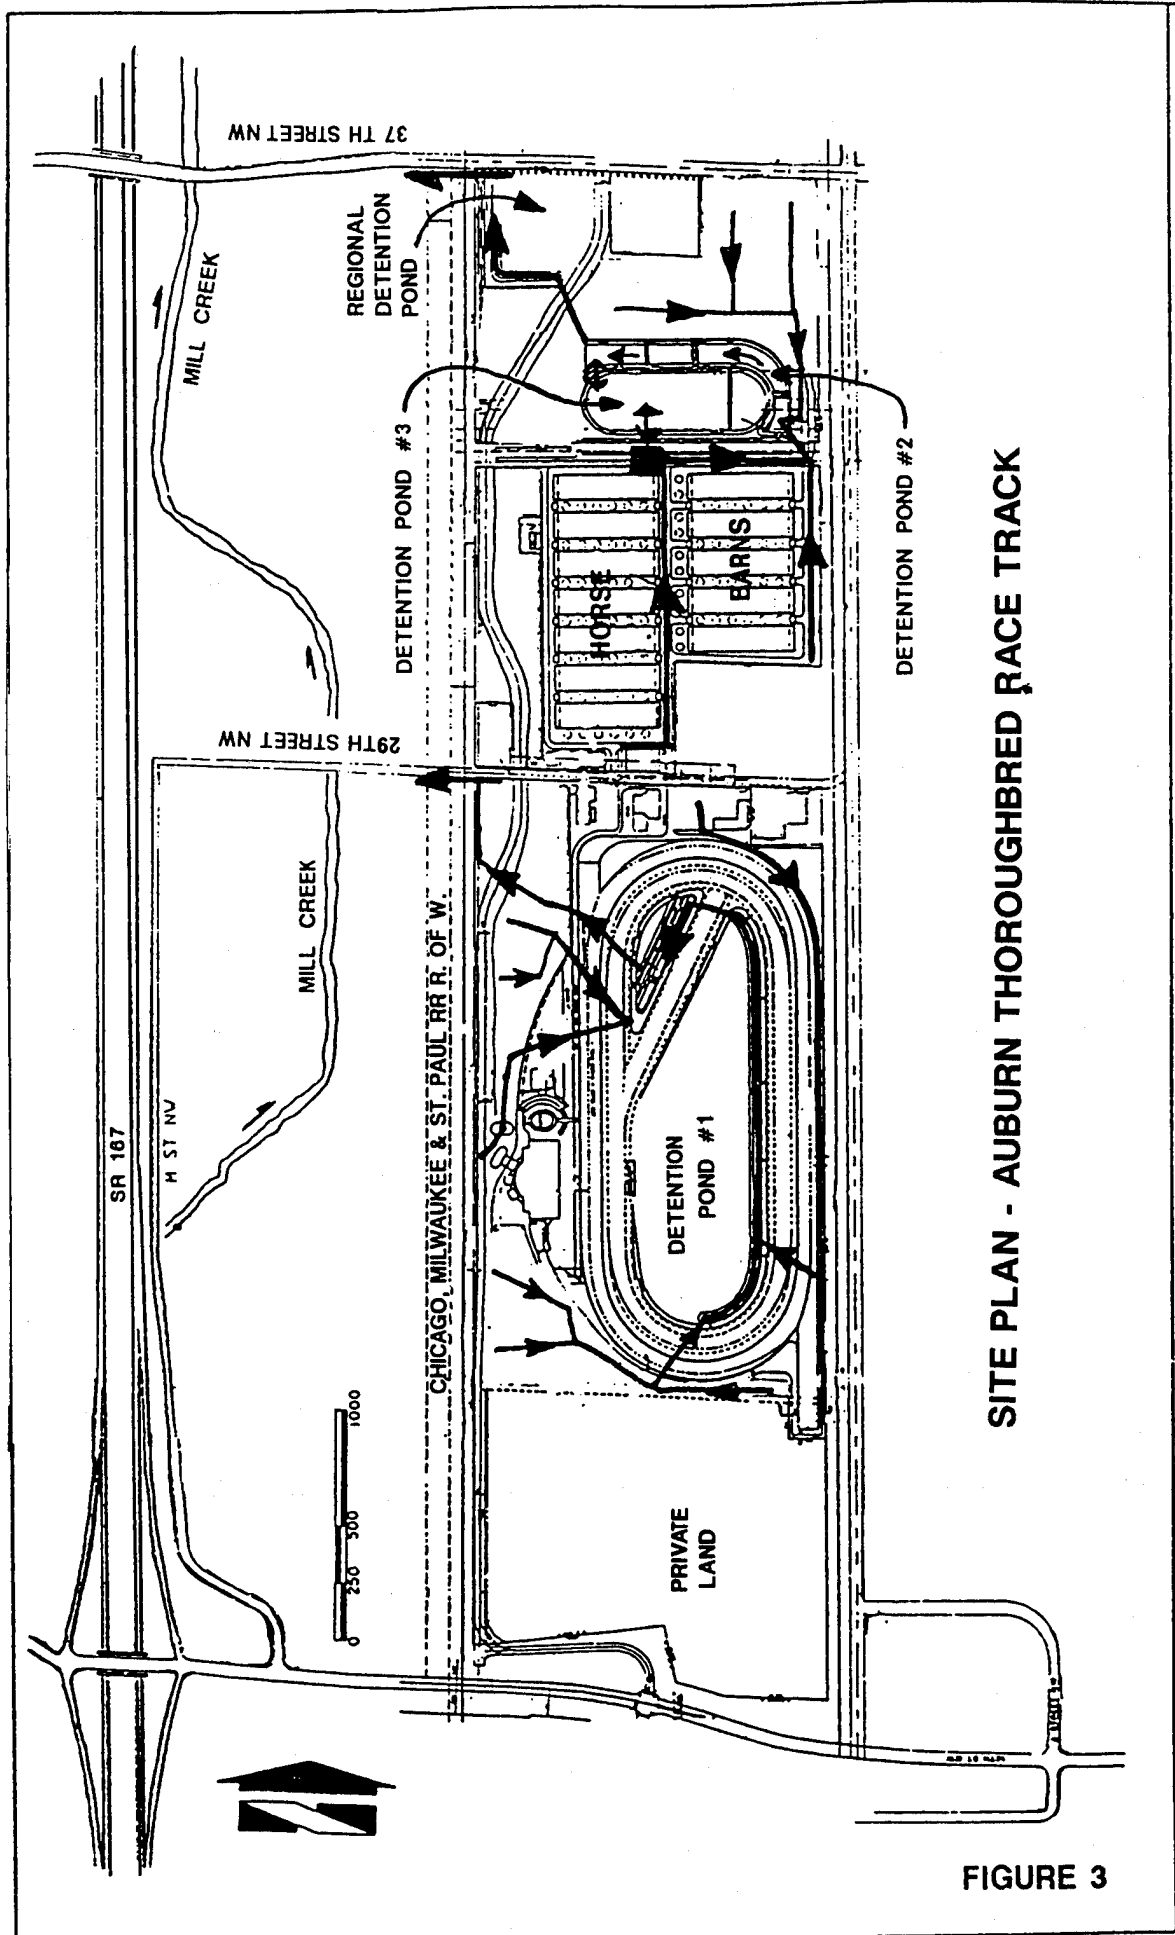 37 TH STREET NW
REGIONAL
DETENTION
POND
MILL CREEK
DETENTION POND #3
DETENTION POND #2
HORSE
BARNS
29TH STREET NW
MILL CREEK
CHICAGO, MILWAUKEE & ST. PAUL RR R. OF W.
SR 167
H ST NW
DETENTION
POND #1
0 250 500 1000
PRIVATE
LAND
SITE PLAN - AUBURN THOROUGHBRED RACE TRACK
FIGURE 3